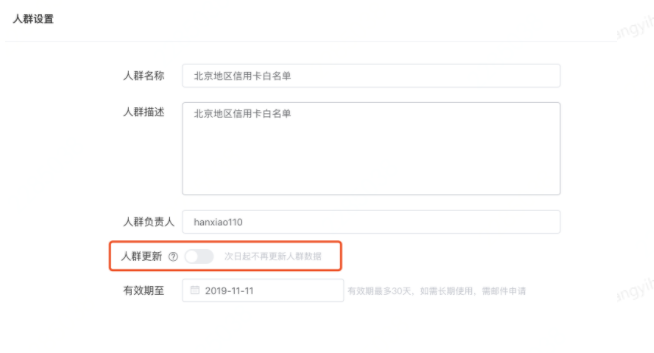 人群设置
人群名称 北京地区信用卡白名单
人群描述 北京地区信用卡白名单
人群负责人 hanxiao110
人群更新 ? 次日起不再更新人群数据
有效期至 2019-11-11 有效期最多30天，如需长期使用，需邮件申请